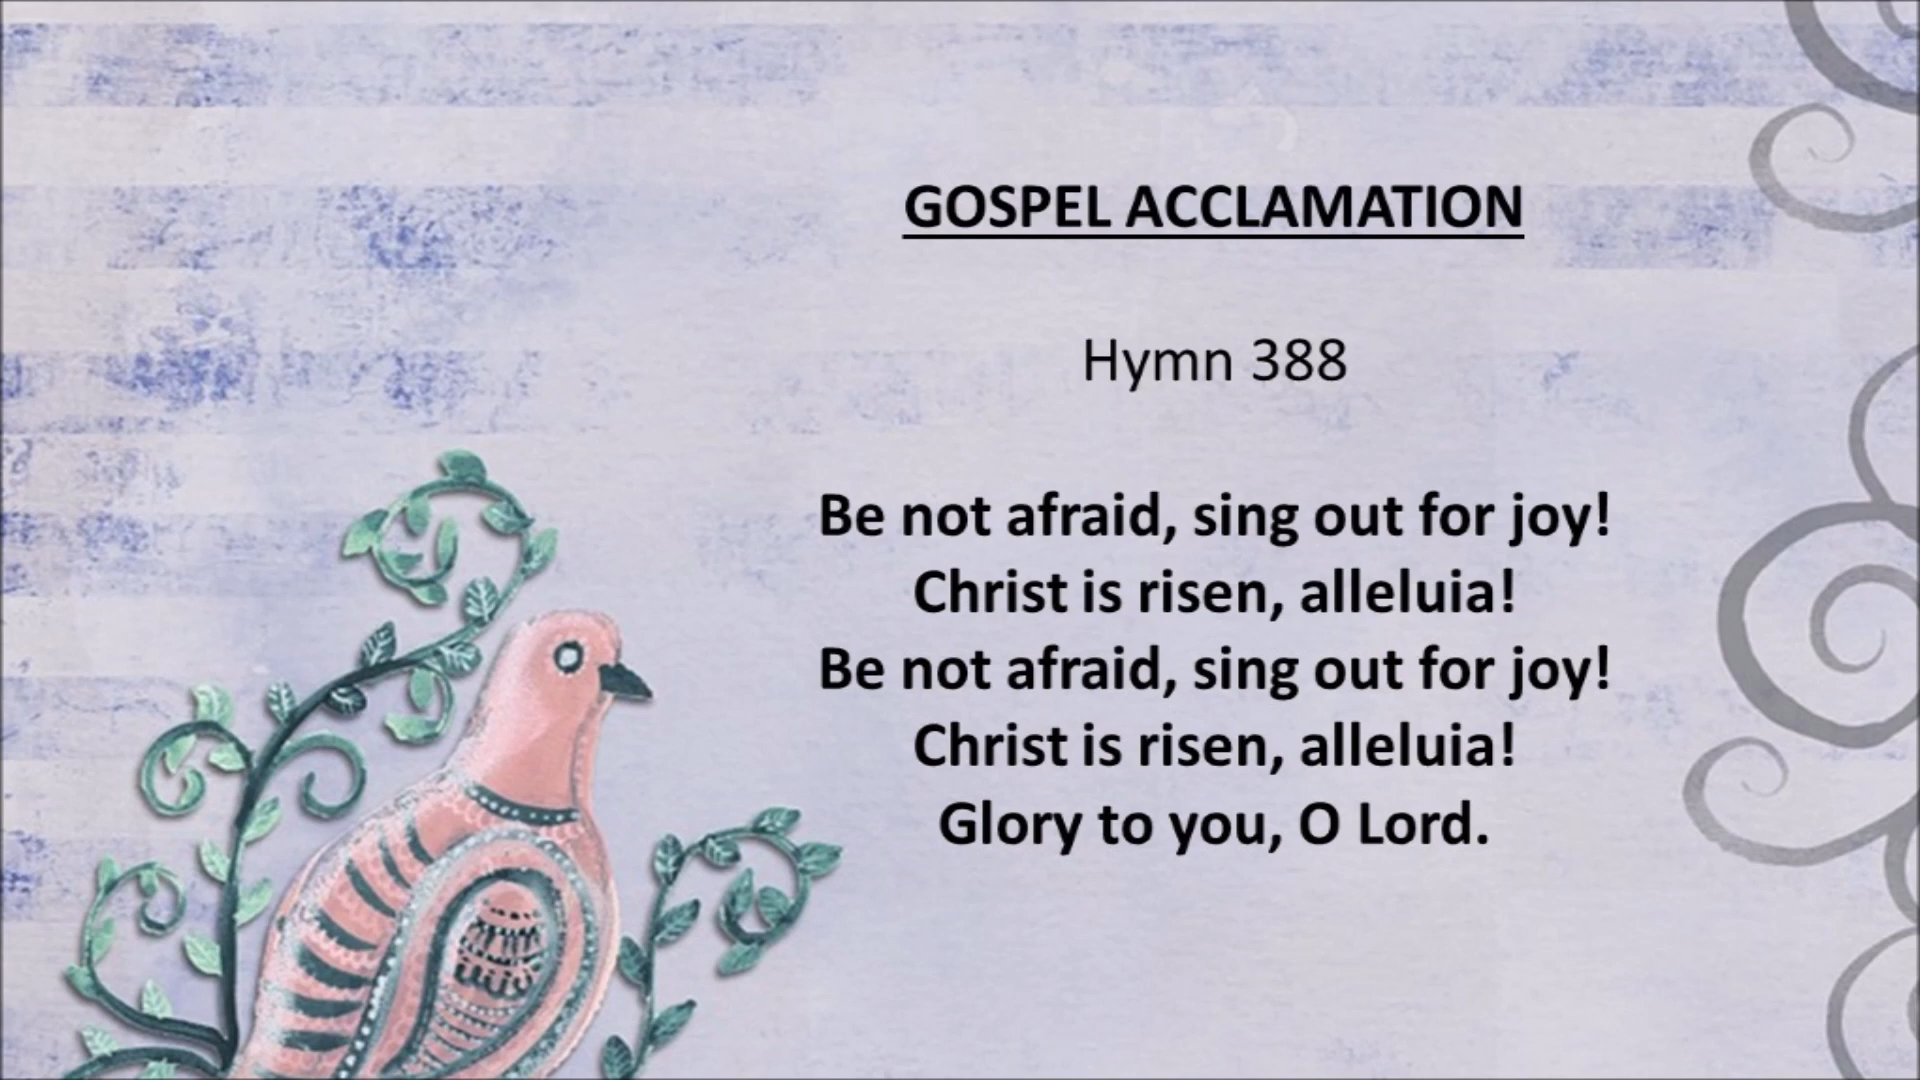 GOSPEL ACCLAMATION
Hymn 388
Be not afraid, sing out for joy!
Christ is risen, alleluia!
Be not afraid, sing out for joy!
Christ is risen, alleluia!
Glory to you, O Lord.